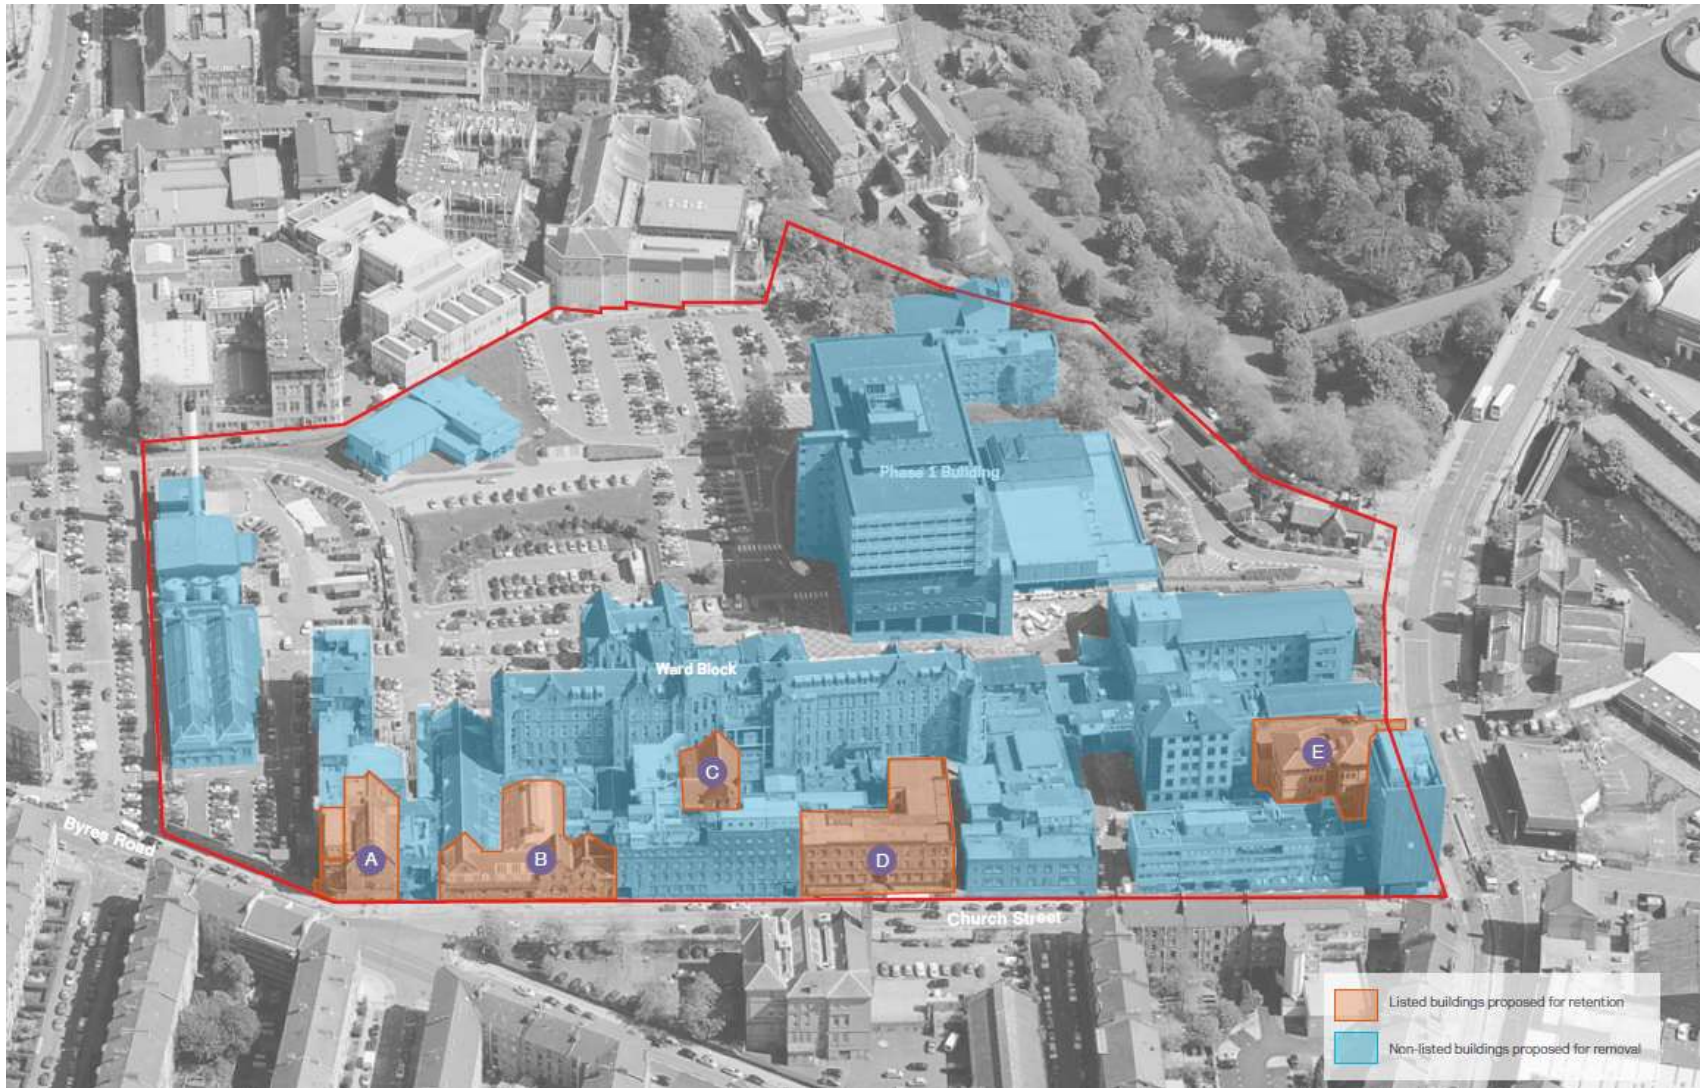 Phase 1 Building
Ward Block
C
E
A
B
D
Byres Road
Church Street
Listed buildings proposed for retention
Non-listed buildings proposed for removal